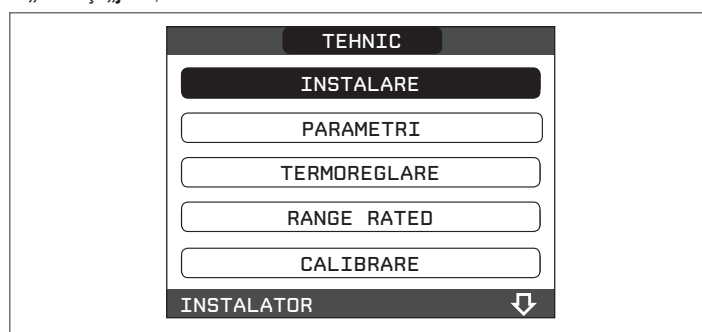 TEHNIC
INSTALARE
PARAMETRI
TERMOREGLARE
RANGE RATED
CALIBRARE
INSTALATOR